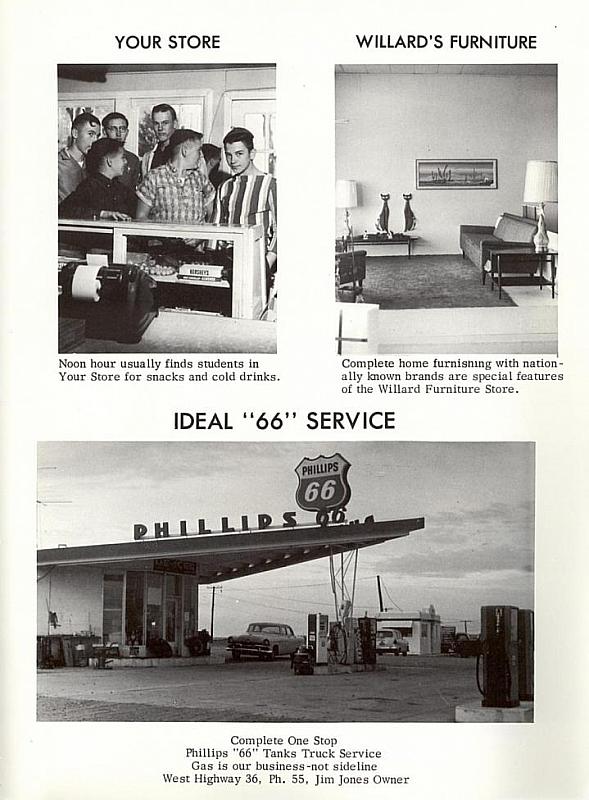 YOUR STORE
WILLARD'S FURNITURE
HERSHEY'S
Noon hour usually finds students in
Your Store for snacks and cold drinks.
Complete home furnisning with nation-
ally known brands are special features
of the Willard Furniture Store.
IDEAL "66" SERVICE
PHILLIPS
66
PHILLIPS 66
Complete One Stop
Phillips "66" Tanks Truck Service
Gas is our business-not sideline
West Highway 36, Ph. 55, Jim Jones Owner